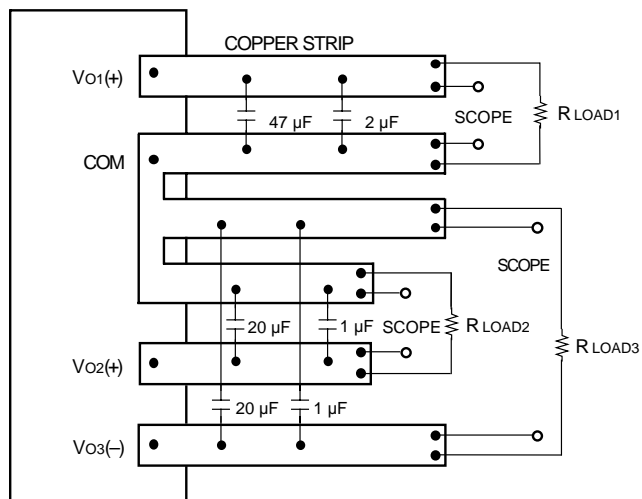 COPPER STRIP
VO1(+)
47 µF
2 µF
SCOPE
R LOAD1
COM
SCOPE
20 µF
1 µF
SCOPE
R LOAD2
R LOAD3
VO2(+)
20 µF
1 µF
VO3(–)